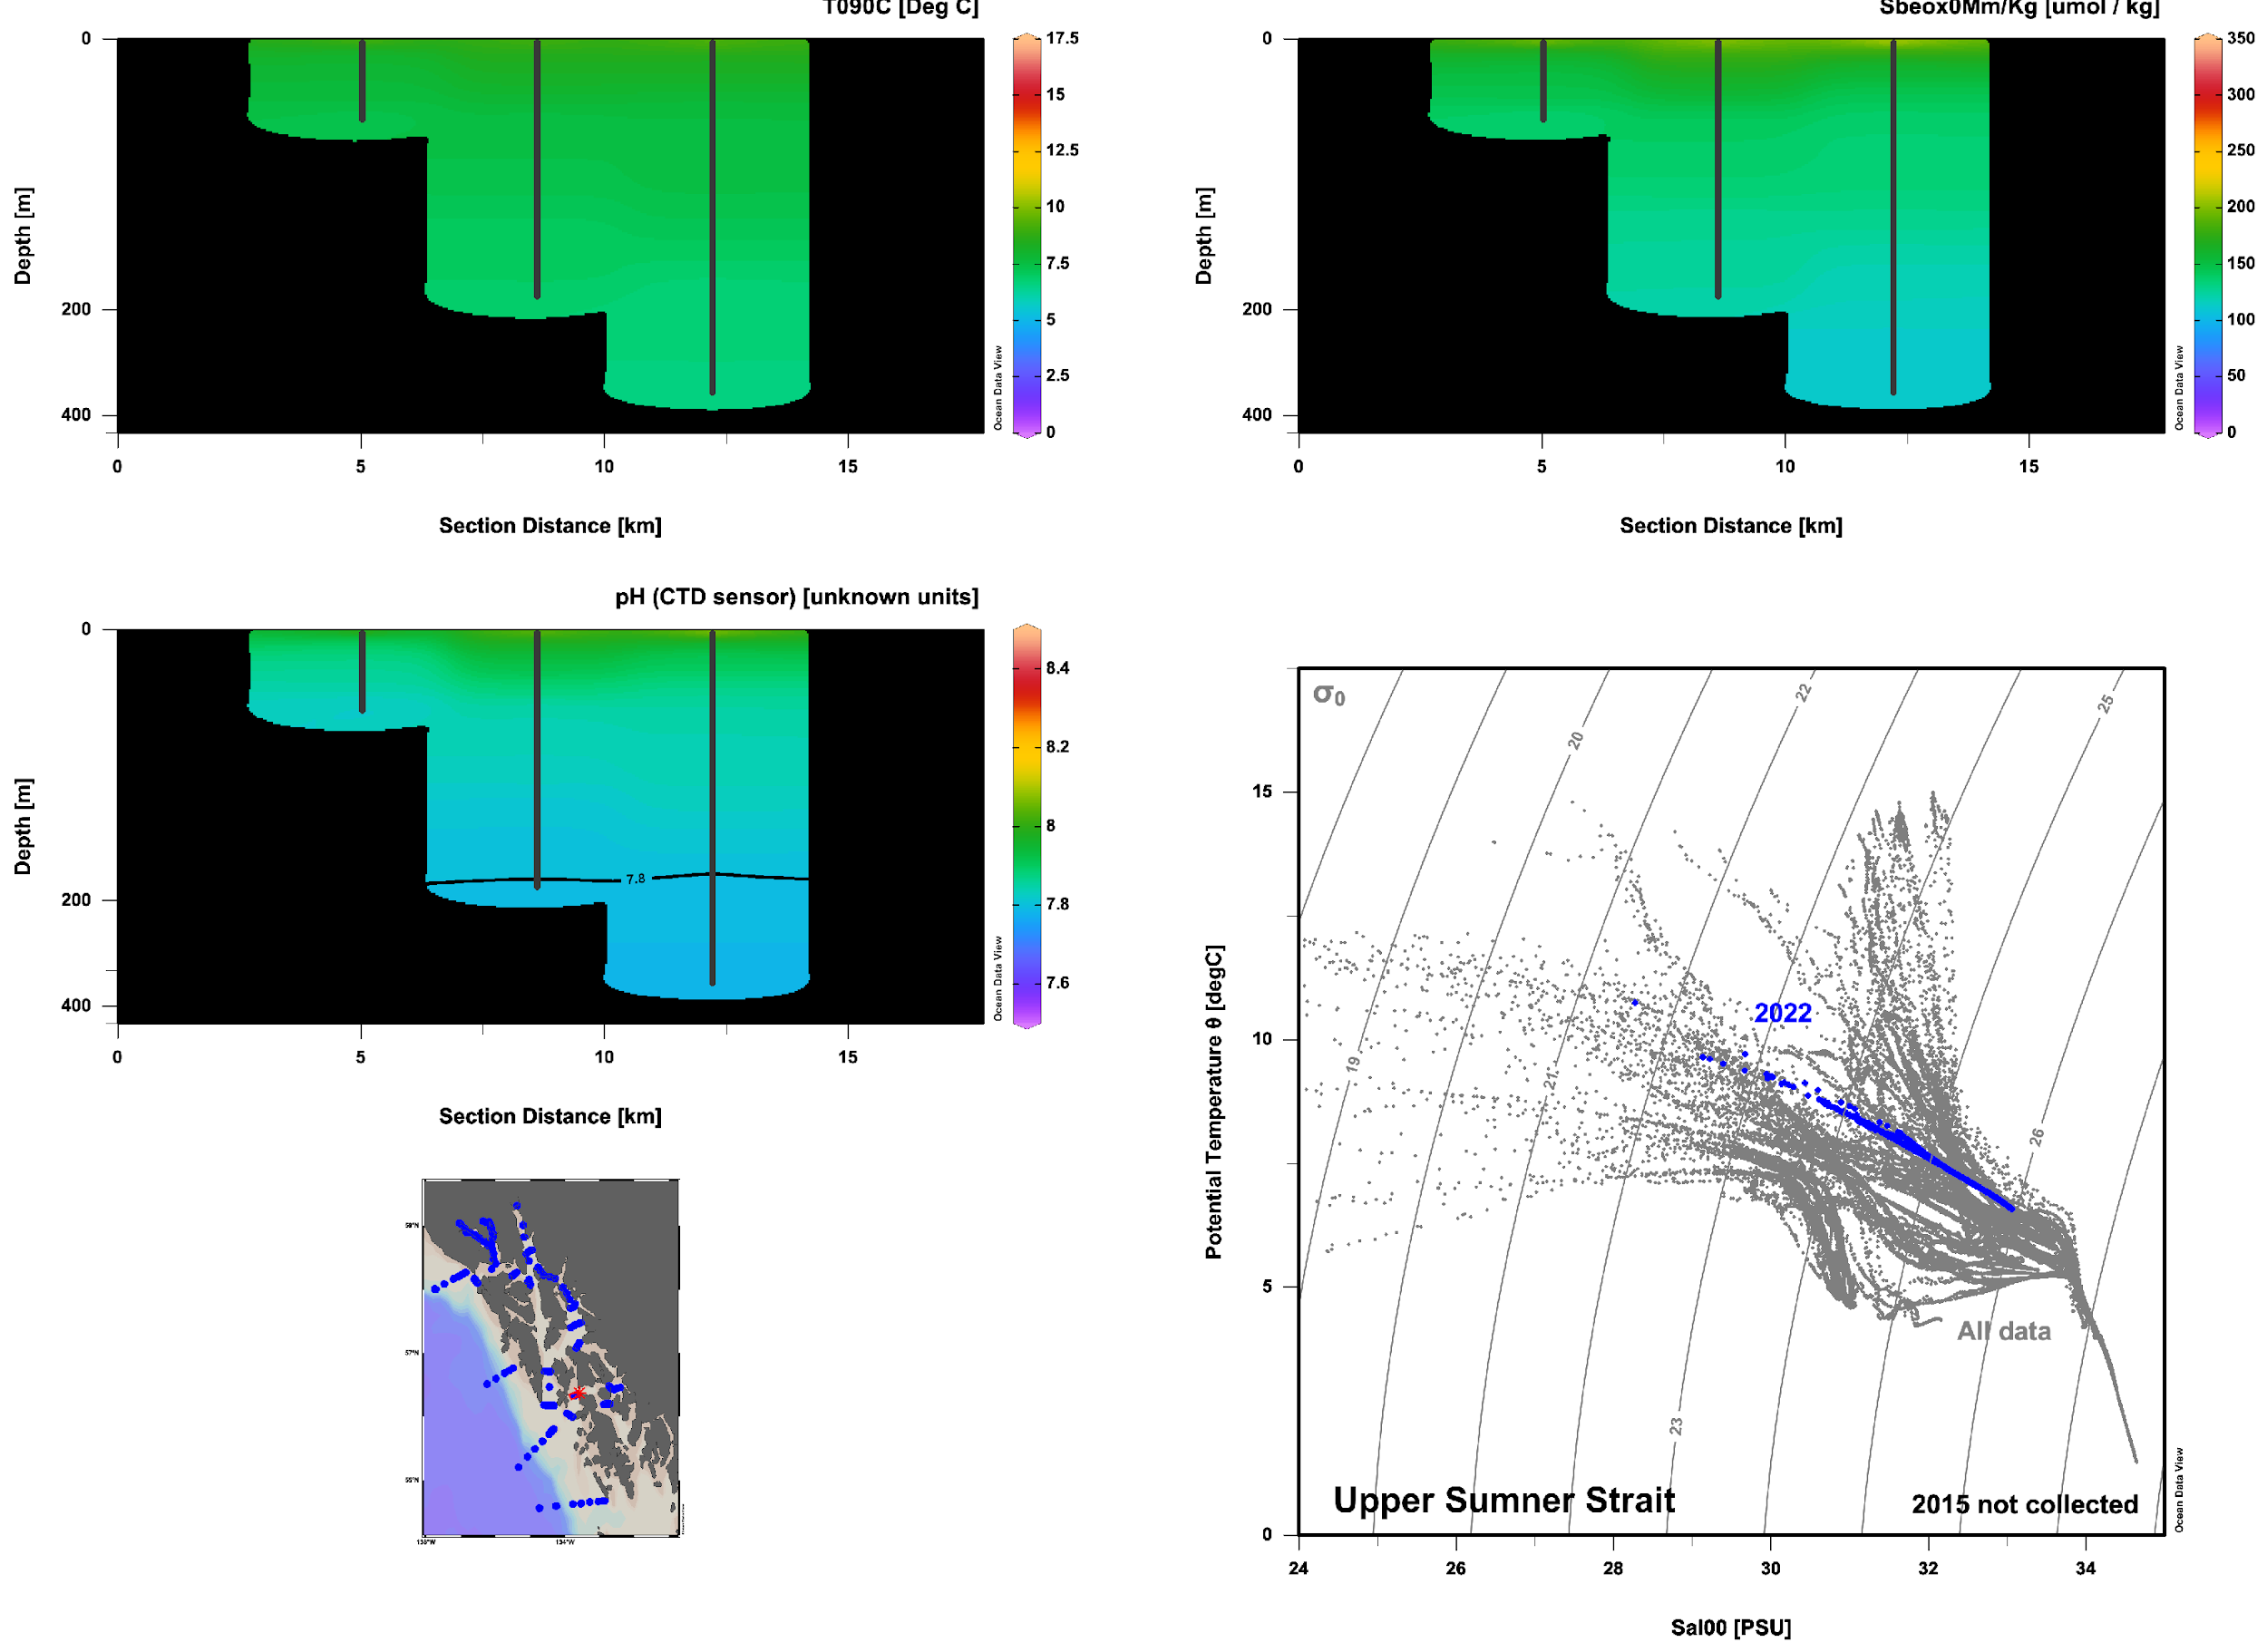 T090C [Deg C]
0
200
400
Depth [m]
0
5
10
15
Section Distance [km]
17.5
15
12.5
10
7.5
5
2.5
0
Ocean Data View
Sbeox0Mm/Kg [umol / kg]
0
200
400
Depth [m]
0
5
10
15
Section Distance [km]
350
300
250
200
150
100
50
0
Ocean Data View
pH (CTD sensor) [unknown units]
0
200
400
Depth [m]
7.8
0
5
10
15
Section Distance [km]
8.4
8.2
8
7.8
7.6
Ocean Data View
57°N
134°W
σ0
20
22
25
19
21
23
26
2022
All data
Upper Sumner Strait
2015 not collected
15
10
5
0
Potential Temperature θ [degC]
24
26
28
30
32
34
Sal00 [PSU]
Ocean Data View